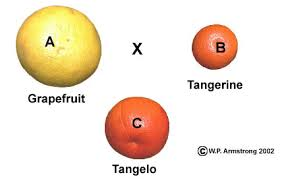 A
X
B
Grapefruit
Tangerine
C
Tangelo
©W.P. Armstrong 2002